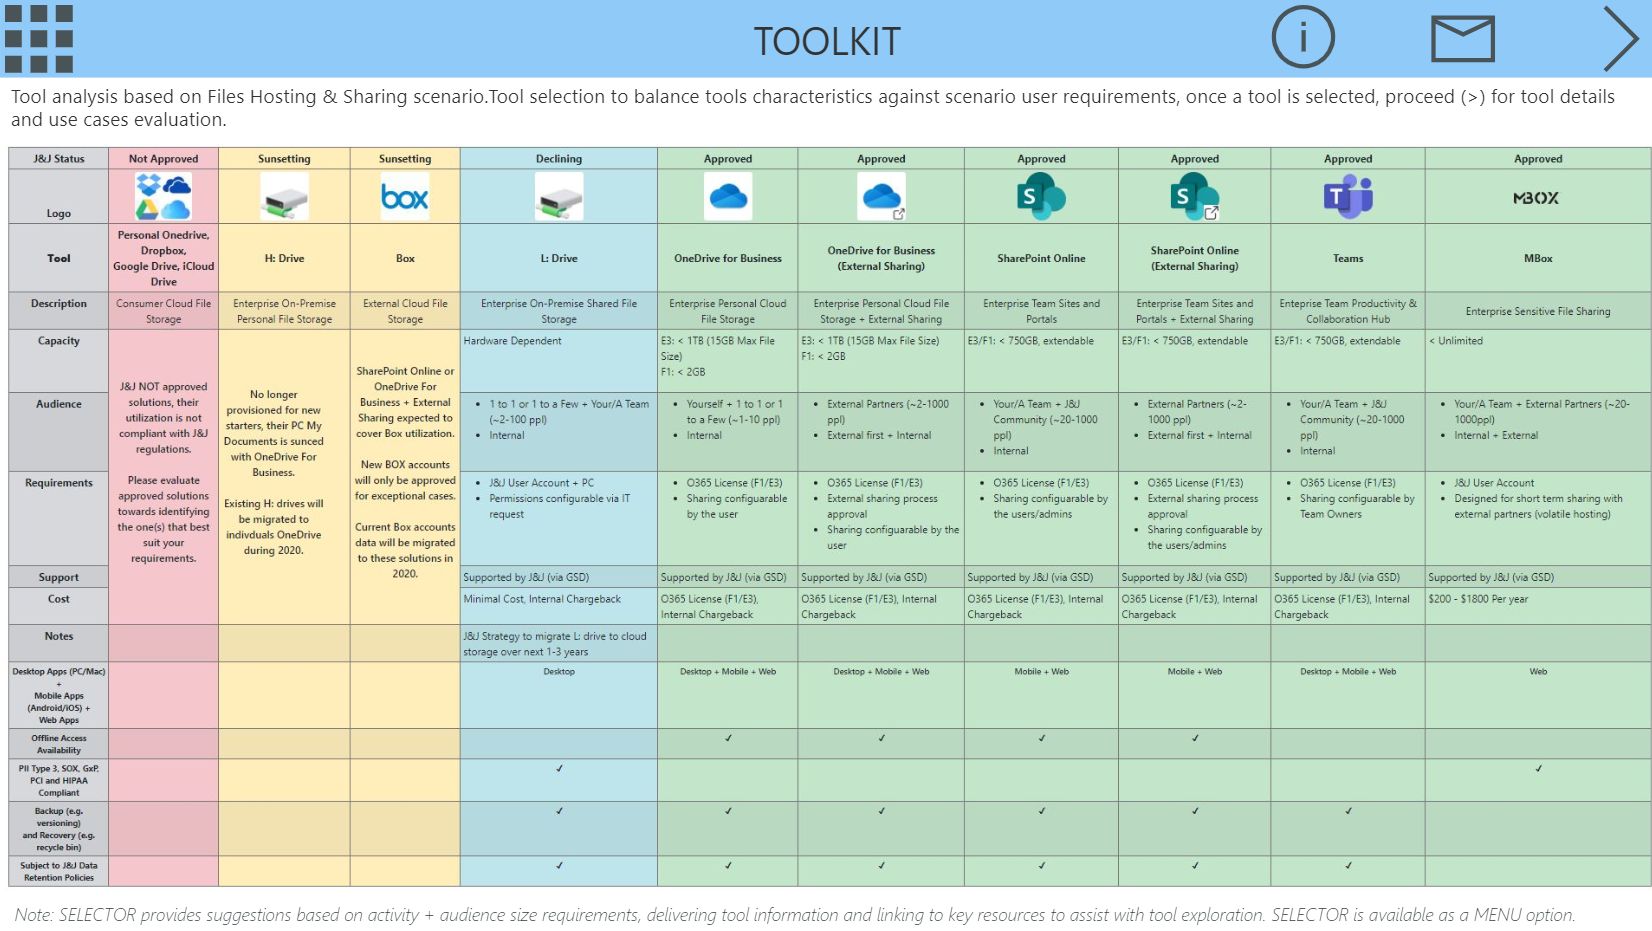 TOOLKIT
Tool analysis based on Files Hosting & Sharing scenario.Tool selection to balance tools characteristics against scenario user requirements, once a tool is selected, proceed (>) for tool details
and use cases evaluation.
J&J Status
Not Approved
Sunsetting
Sunsetting
Declining
Approved
Approved
Approved
Approved
Approved
Approved
Logo
box
S
S
T
MBOX
Tool
Personal Onedrive,
Dropbox,
Google Drive, iCloud
Drive
H: Drive
Box
L: Drive
OneDrive for Business
OneDrive for Business
(External Sharing)
SharePoint Online
SharePoint Online
(External Sharing)
Teams
MBox
Description
Consumer Cloud File
Storage
Enterprise On-Premise
Personal File Storage
External Cloud File
Storage
Enterprise On-Premise Shared File
Storage
Enterprise Personal Cloud
File Storage
Enterprise Personal Cloud File
Storage + External Sharing
Enterprise Team Sites and
Portals
Enterprise Team Sites and
Portals + External Sharing
Enteprise Team Productivity &
Collaboration Hub
Enterprise Sensitive File Sharing
J&J NOT approved
solutions, their
utilization is not
compliant with J&J
regulations.
Please evaluate
approved solutions
towards identifying
the one(s) that best
suit your
requirements.
No longer
provisioned for new
starters, their PC My
Documents is sunced
with OneDrive For
Business.
Existing H: drives will
be migrated to
indivduals OneDrive
during 2020.
SharePoint Online or
OneDrive For
Business + External
Sharing expected to
cover Box utilization.
New BOX accounts
will only be approved
for exceptional cases.
Current Box accounts
data will be migrated
to these solutions in
2020.
Capacity
Hardware Dependent
E3: < 1TB (15GB Max File
Size)
F1: < 2GB
E3: < 1TB (15GB Max File Size)
F1: < 2GB
E3/F1: < 750GB, extendable
E3/F1: < 750GB, extendable
E3/F1: < 750GB, extendable
< Unlimited
Audience
• 1 to 1 or 1 to a Few + Your/A Team
(~2-100 ppl)
• Internal
• Yourself + 1 to 1 or 1
to a Few (~1-10 ppl)
• Internal
• External Partners (~2-1000
ppl)
• External first + Internal
• Your/A Team + J&J
Community (~20-1000
ppl)
• Internal
• External Partners (~2-
1000 ppl)
• External first + Internal
• Your/A Team + J&J
Community (~20-1000
ppl)
• Internal
• Your/A Team + External Partners (~20-
1000ppl)
• Internal + External
Requirements
• J&J User Account + PC
• Permissions configurable via IT
request
• O365 License (F1/E3)
• Sharing configuarable
by the user
• O365 License (F1/E3)
• External sharing process
approval
• Sharing configuarable by the
user
• O365 License (F1/E3)
• Sharing configuarable by
the users/admins
• O365 License (F1/E3)
• External sharing process
approval
• Sharing configuarable by
the users/admins
• O365 License (F1/E3)
• Sharing configuarable by
Team Owners
• J&J User Account
• Designed for short term sharing with
external partners (volatile hosting)
Support
Supported by J&J (via GSD)
Supported by J&J (via GSD)
Supported by J&J (via GSD)
Supported by J&J (via GSD)
Supported by J&J (via GSD)
Supported by J&J (via GSD)
Supported by J&J (via GSD)
Cost
Minimal Cost, Internal Chargeback
O365 License (F1/E3),
Internal Chargeback
O365 License (F1/E3), Internal
Chargeback
O365 License (F1/E3), Internal
Chargeback
O365 License (F1/E3), Internal
Chargeback
O365 License (F1/E3), Internal
Chargeback
$200 - $1800 Per year
Notes
J&J Strategy to migrate L: drive to cloud
storage over next 1-3 years
Desktop Apps (PC/Mac)
+
Mobile Apps
(Android/iOS) +
Web Apps
Desktop
Desktop + Mobile + Web
Desktop + Mobile + Web
Mobile + Web
Mobile + Web
Desktop + Mobile + Web
Web
Offline Access
Availability
✓ ✓ ✓ ✓
PII Type 3, SOX, GxP,
PCI and HIPAA
Compliant
✓ ✓
Backup (e.g.
versioning)
and Recovery (e.g.
recycle bin)
✓ ✓ ✓ ✓ ✓ ✓
Subject to J&J Data
Retention Policies
✓ ✓ ✓ ✓ ✓ ✓
Note: SELECTOR provides suggestions based on activity + audience size requirements, delivering tool information and linking to key resources to assist with tool exploration. SELECTOR is available as a MENU option.